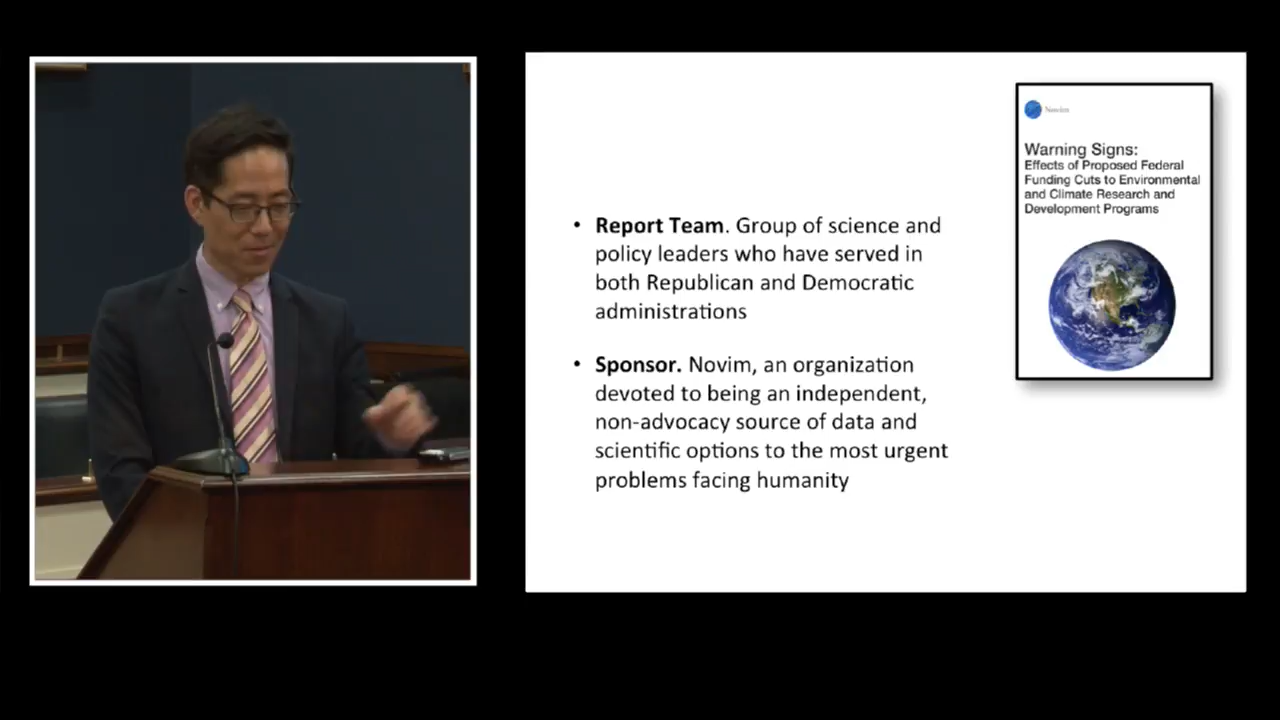 • Report Team. Group of science and
policy leaders who have served in
both Republican and Democratic
administrations
• Sponsor. Novim, an organization
devoted to being an independent,
non-advocacy source of data and
scientific options to the most urgent
problems facing humanity
Novim
Warning Signs:
Effects of Proposed Federal
Funding Cuts to Environmental
and Climate Research and
Development Programs